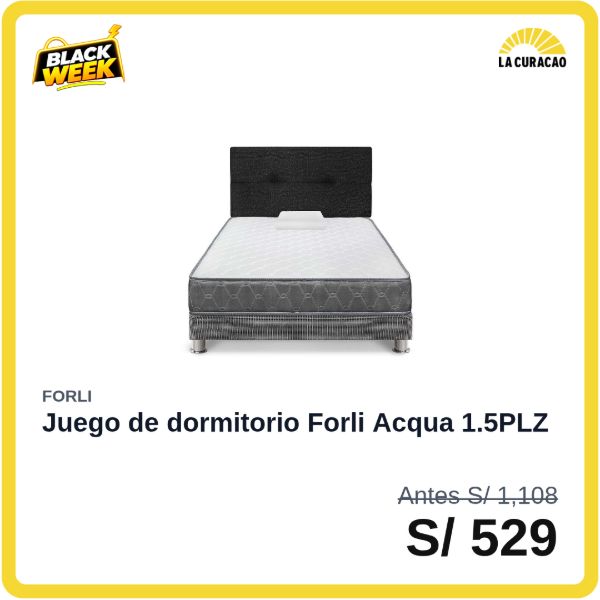 BLACK
WEEK
LA CURACAO
FORLI
Juego de dormitorio Forli Acqua 1.5PLZ
Antes S/ 1,108
S/ 529